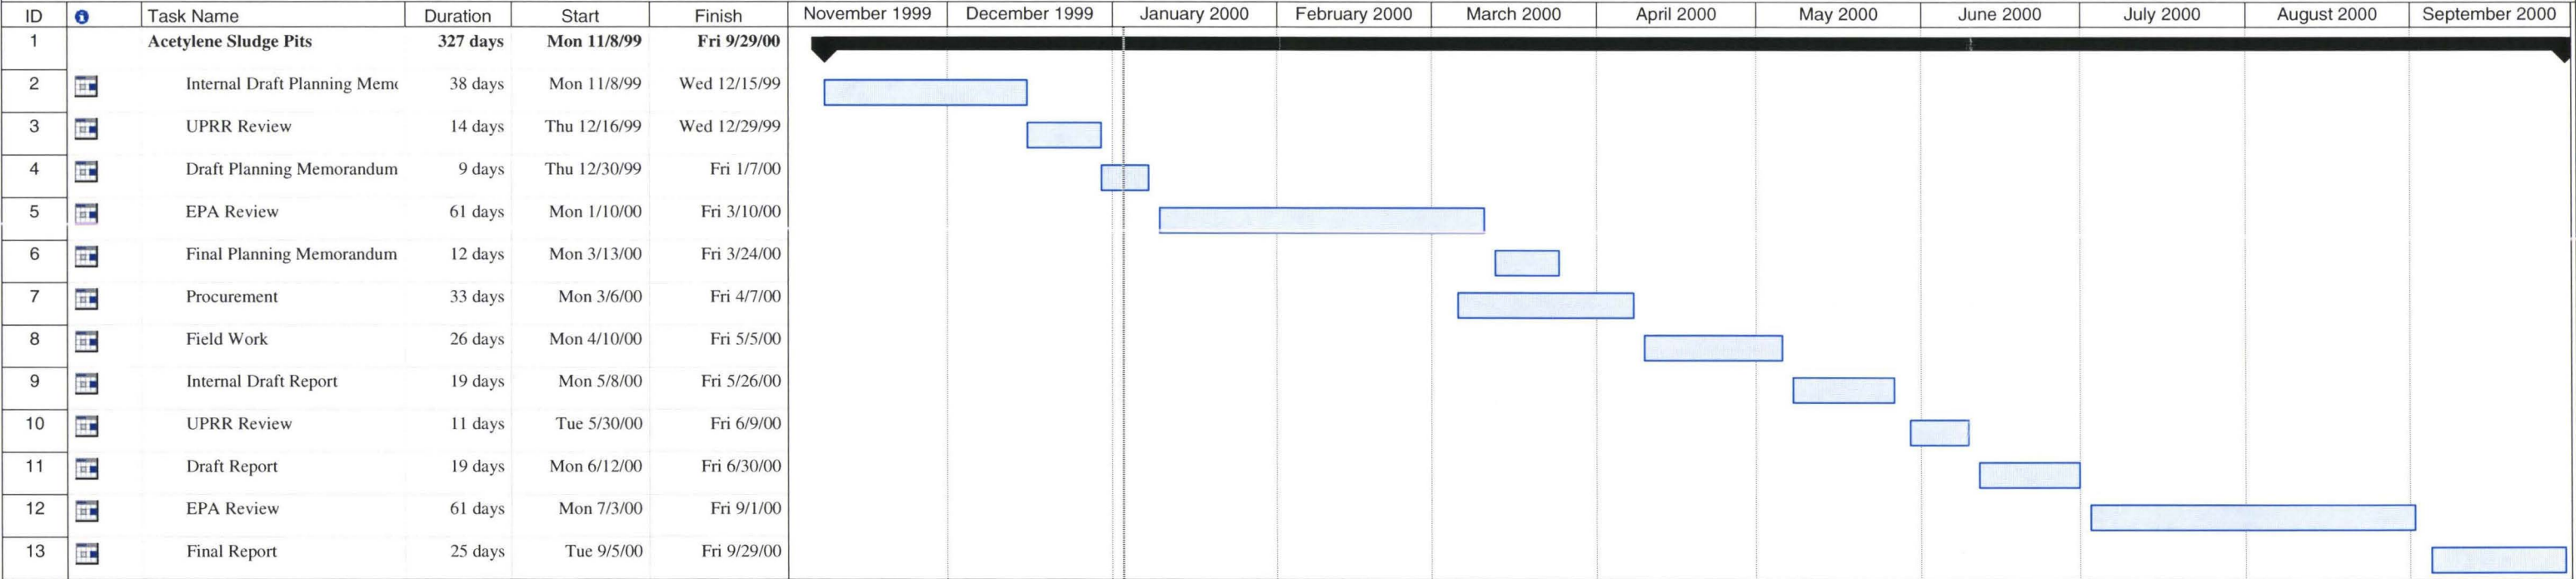 ID Task Name Duration Start Finish November 1999 December 1999 January 2000 February 2000 March 2000 April 2000 May 2000 June 2000 July 2000 August 2000 September 2000
1 Acetylene Sludge Pits 327 days Mon 11/8/99 Fri 9/29/00
2 Internal Draft Planning Memo 38 days Mon 11/8/99 Wed 12/15/99
3 UPRR Review 14 days Thu 12/16/99 Wed 12/29/99
4 Draft Planning Memorandum 9 days Thu 12/30/99 Fri 1/7/00
5 EPA Review 61 days Mon 1/10/00 Fri 3/10/00
6 Final Planning Memorandum 12 days Mon 3/13/00 Fri 3/24/00
7 Procurement 33 days Mon 3/6/00 Fri 4/7/00
8 Field Work 26 days Mon 4/10/00 Fri 5/5/00
9 Internal Draft Report 19 days Mon 5/8/00 Fri 5/26/00
10 UPRR Review 11 days Tue 5/30/00 Fri 6/9/00
11 Draft Report 19 days Mon 6/12/00 Fri 6/30/00
12 EPA Review 61 days Mon 7/3/00 Fri 9/1/00
13 Final Report 25 days Tue 9/5/00 Fri 9/29/00